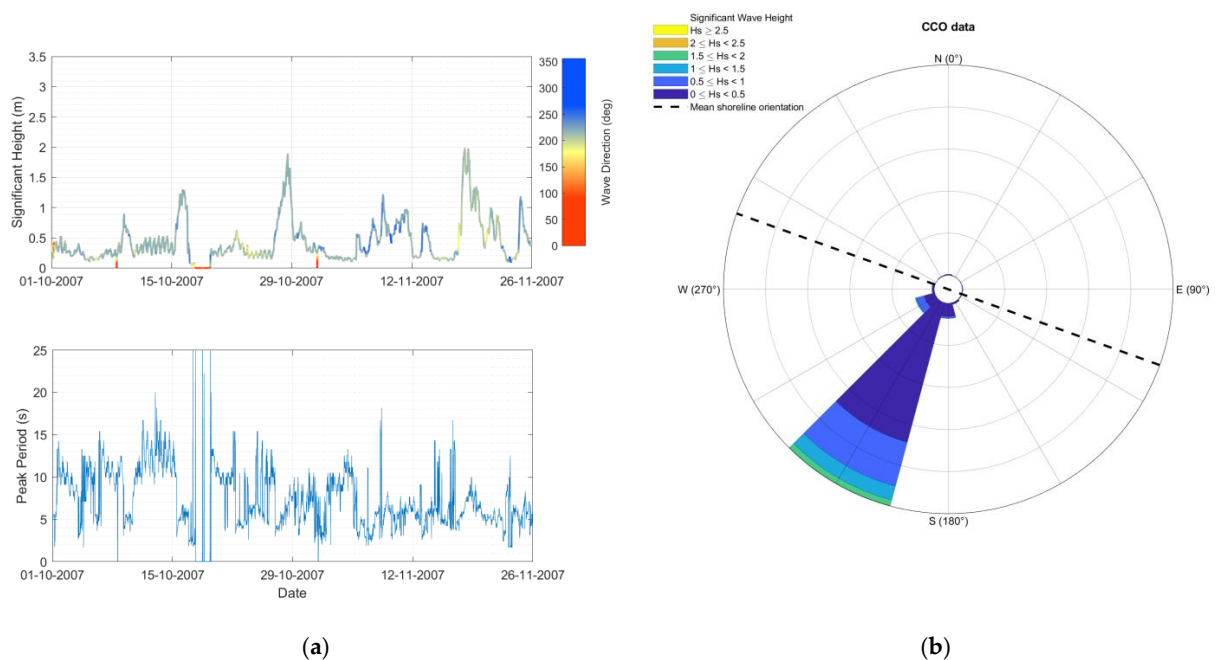 3.5
3
2.5
2
1.5
1
0.5
0
Significant Height (m)
01-10-2007 15-10-2007 29-10-2007 12-11-2007 26-11-2007
350
300
250
200
150
100
50
0
Wave Direction (deg)
25
20
15
10
5
0
Peak Period (s)
01-10-2007 15-10-2007 29-10-2007 12-11-2007 26-11-2007
Date
(a)
Significant Wave Height
Hs ≥ 2.5
2 ≤ Hs < 2.5
1.5 ≤ Hs < 2
1 ≤ Hs < 1.5
0.5 ≤ Hs < 1
0 ≤ Hs < 0.5
Mean shoreline orientation
CCO data
N (0°)
W (270°)
E (90°)
S (180°)
(b)